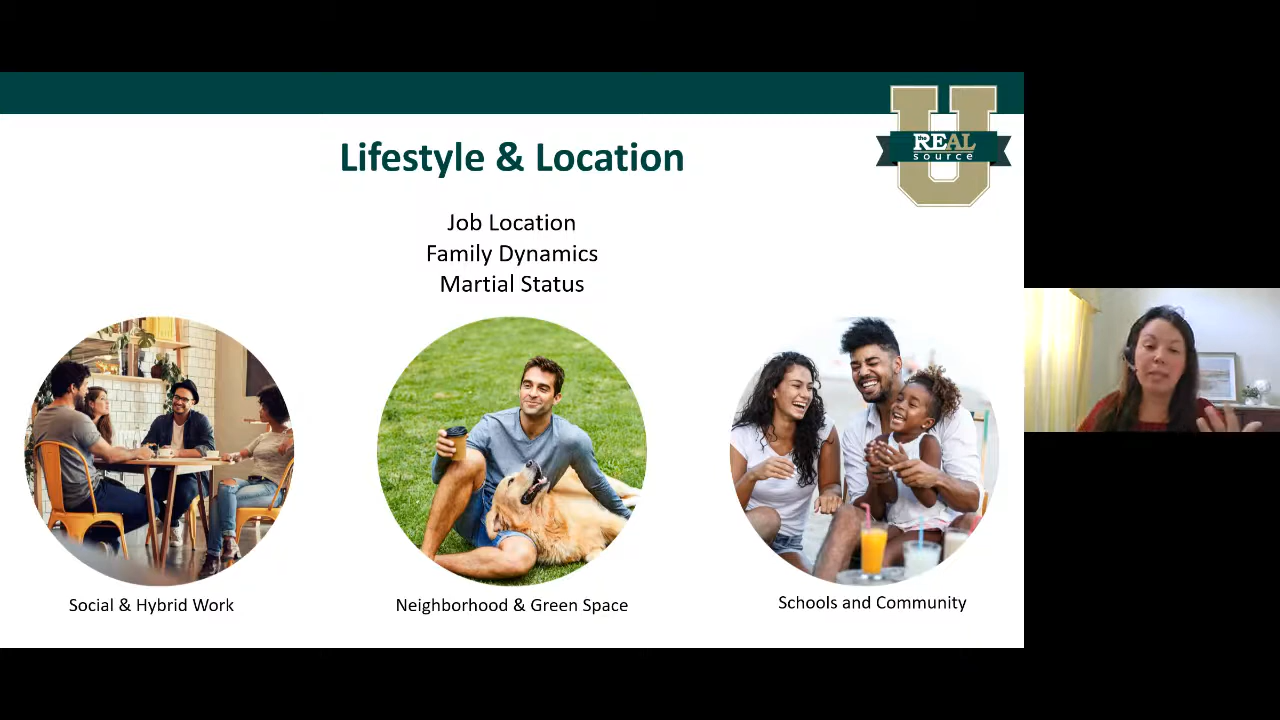 Lifestyle & Location
the REAL
source
U
Job Location
Family Dynamics
Martial Status
Social & Hybrid Work
Neighborhood & Green Space
Schools and Community